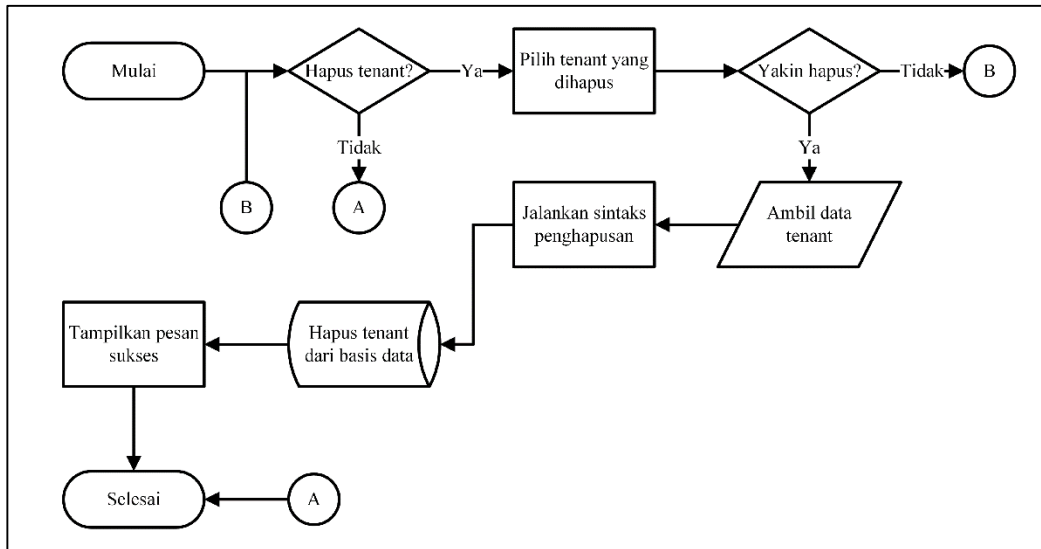 Mulai
Hapus tenant?
Ya
Pilih tenant yang
dihapus
Yakin hapus?
Tidak
B
Tidak
Ya
B
A
Jalankan sintaks
penghapusan
Ambil data
tenant
Tampilkan pesan
sukses
Hapus tenant
dari basis data
Selesai
A